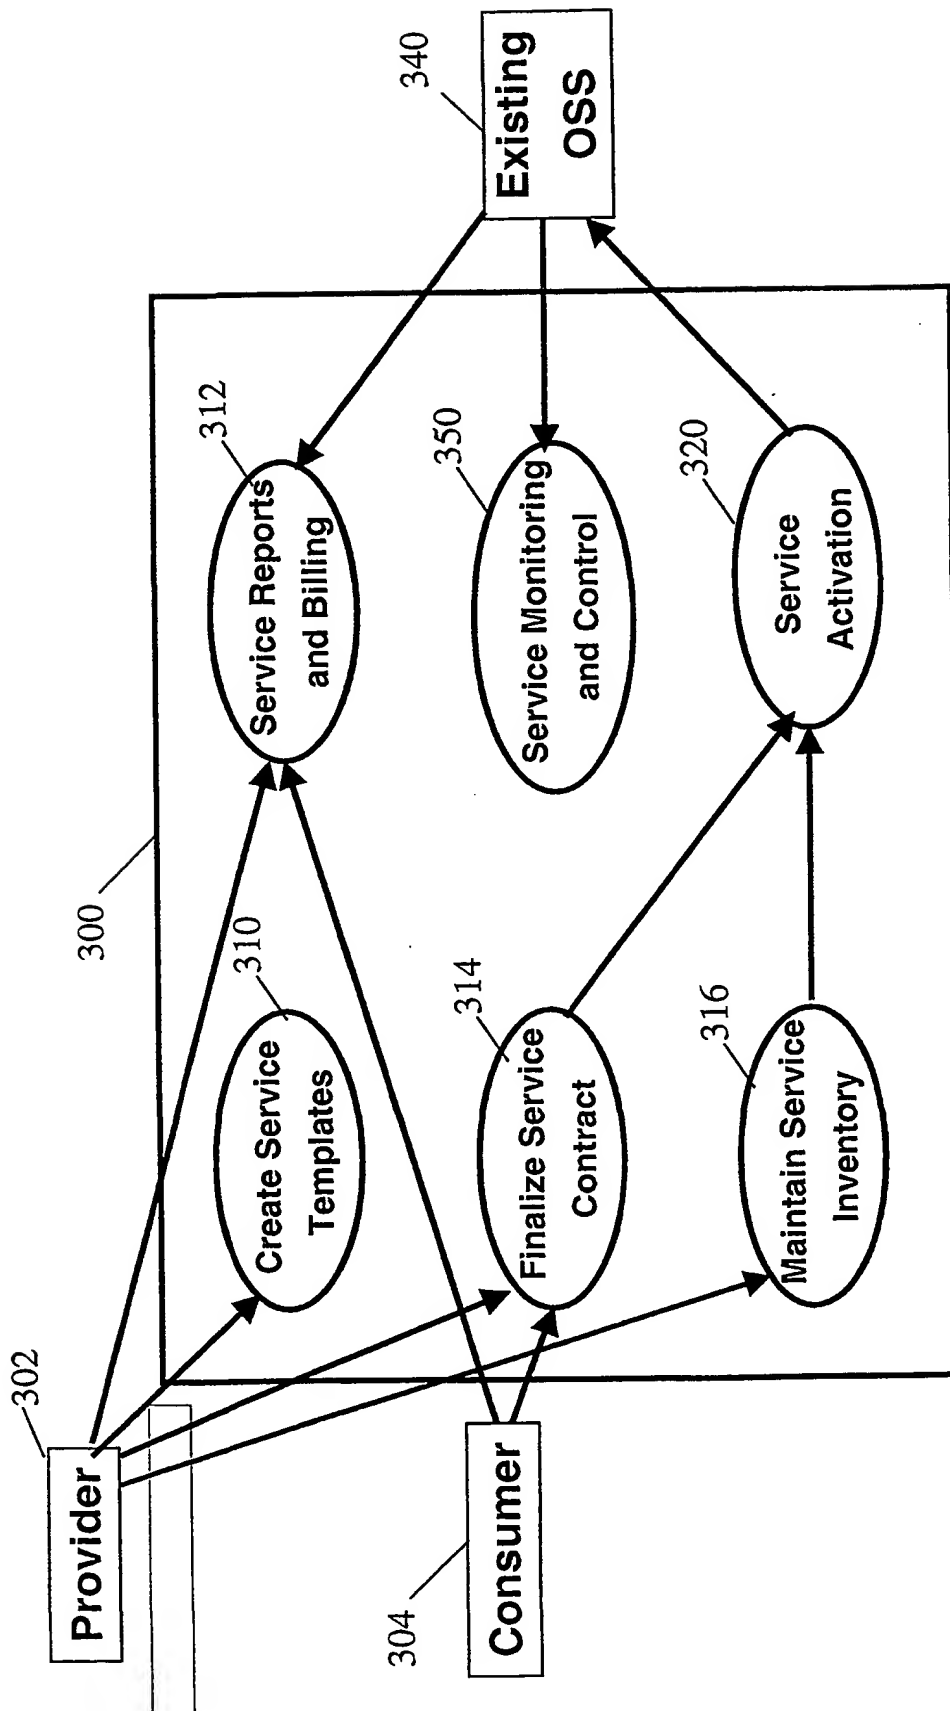 302
Provider
300
310
Create Service
Templates
312
Service Reports
and Billing
304
Consumer
314
Finalize Service
Contract
350
Service Monitoring
and Control
340
Existing
OSS
316
Maintain Service
Inventory
320
Service
Activation